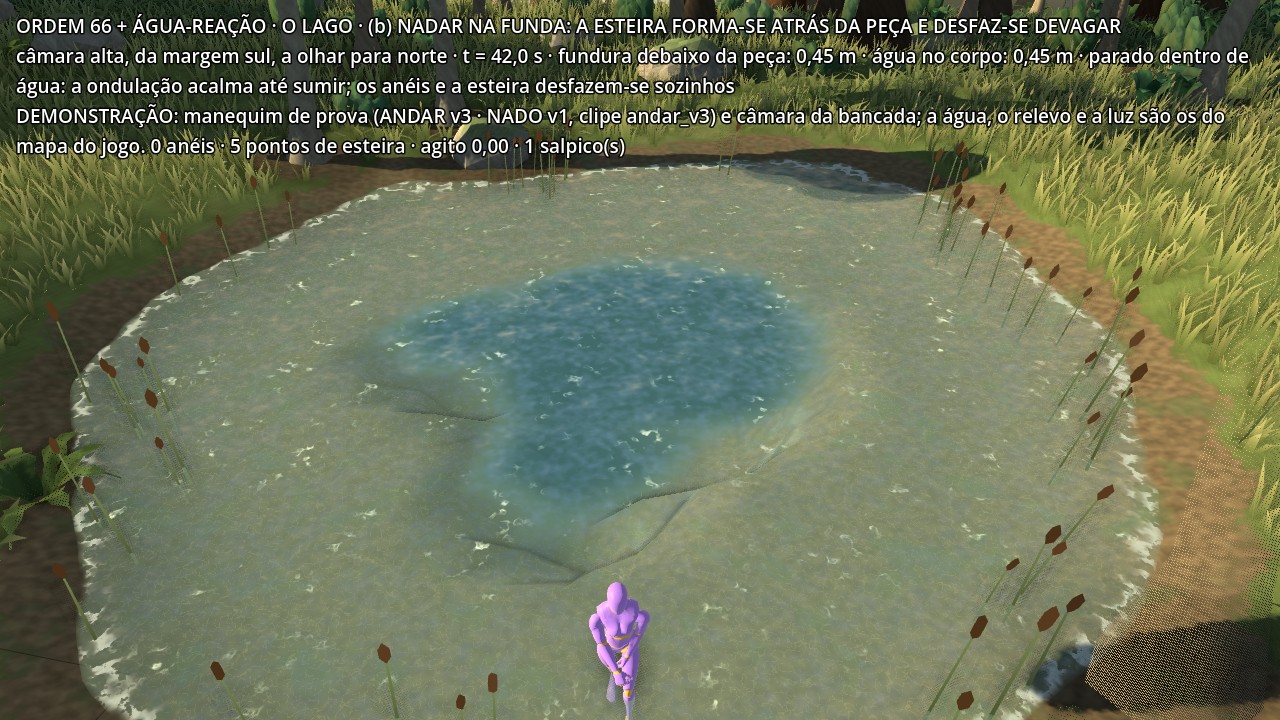 ORDEM 66 + ÁGUA-REAÇÃO · O LAGO · (b) NADAR NA FUNDA: A ESTEIRA FORMA-SE ATRÁS DA PEÇA E DESFAZ-SE DEVAGAR
câmara alta, da margem sul, a olhar para norte · t = 42,0 s · fundura debaixo da peça: 0,45 m · água no corpo: 0,45 m · parado dentro de
água: a ondulação acalma até sumir; os anéis e a esteira desfazem-se sozinhos
DEMONSTRAÇÃO: manequim de prova (ANDAR v3 · NADO v1, clipe andar_v3) e câmara da bancada; a água, o relevo e a luz são os do
mapa do jogo. 0 anéis · 5 pontos de esteira · agito 0,00 · 1 salpico(s)